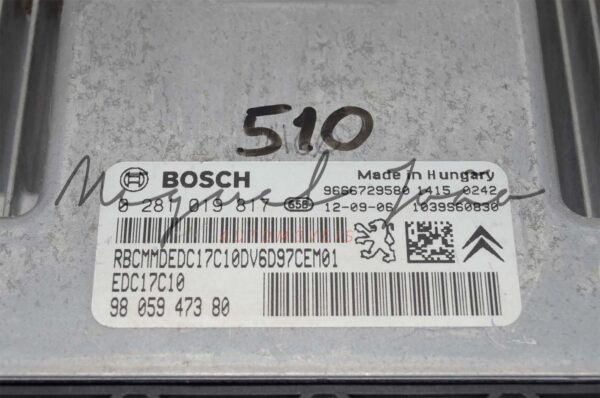 510
BOSCH
Made in Hungary
9666729580 1415 0242
0 281 019 817 656 12-09-06 1039S60830
RBCMMDEDC17C10DV6D97CEM01
EDC17C10
98 059 473 80